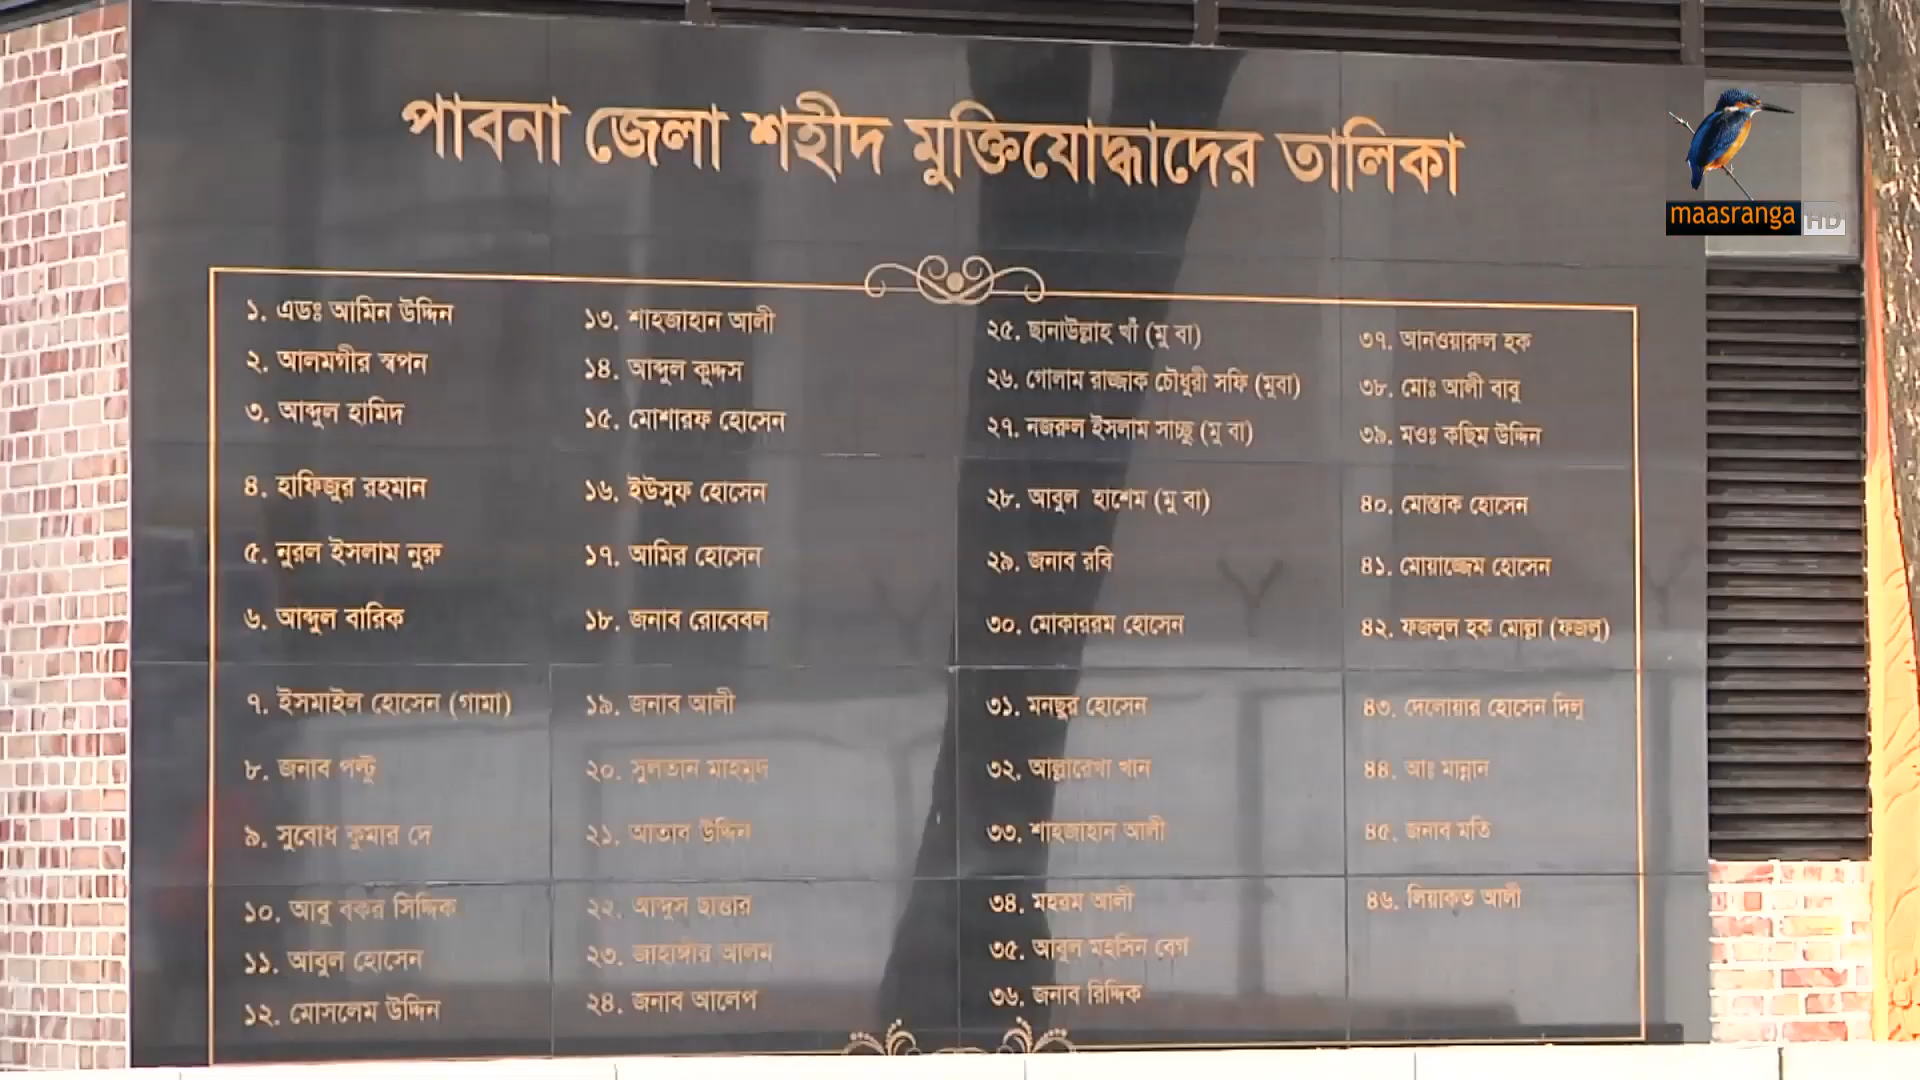 পাবনা জেলা শহীদ মুক্তিযোদ্ধাদের তালিকা
maasranga HD
১. এডঃ আমিন উদ্দিন
২. আলমগীর স্বপন
৩. আব্দুল হামিদ
৪. হাফিজুর রহমান
৫. নুরল ইসলাম নুরু
৬. আব্দুল বারিক
৭. ইসমাইল হোসেন (গামা)
৮. জনাব পল্টু
৯. সুবোধ কুমার দে
১০. আবু বকর সিদ্দিক
১১. আবুল হোসেন
১২. মোসলেম উদ্দিন
১৩. শাহজাহান আলী
১৪. আব্দুল কুদ্দস
১৫. মোশারফ হোসেন
১৬. ইউসুফ হোসেন
১৭. আমির হোসেন
১৮. জনাব রোবেবল
১৯. জনাব আলী
২০. সুলতান মাহমুদ
২১. আতাব উদ্দিন
২২. আব্দুস ছাত্তার
২৩. জাহাঙ্গীর আলম
২৪. জনাব আলেপ
২৫. ছানাউল্লাহ খাঁ (মু বা)
২৬. গোলাম রাজ্জাক চৌধুরী সফি (মুবা)
২৭. নজরুল ইসলাম সাচ্ছু (মু বা)
২৮. আবুল হাশেম (মু বা)
২৯. জনাব রবি
৩০. মোকাররম হোসেন
৩১. মনছুর হোসেন
৩২. আল্লারেখা খান
৩৩. শাহজাহান আলী
৩৪. মহরম আলী
৩৫. আবুল মহসিন বেগ
৩৬. জনাব রিদ্দিক
৩৭. আনওয়ারুল হক
৩৮. মোঃ আলী বাবু
৩৯. মওঃ কছিম উদ্দিন
৪০. মোস্তাক হোসেন
৪১. মোয়াজ্জেম হোসেন
৪২. ফজলুল হক মোল্লা (ফজলু)
৪৩. দেলোয়ার হোসেন দিলু
৪৪. আঃ মান্নান
৪৫. জনাব মতি
৪৬. লিয়াকত আলী